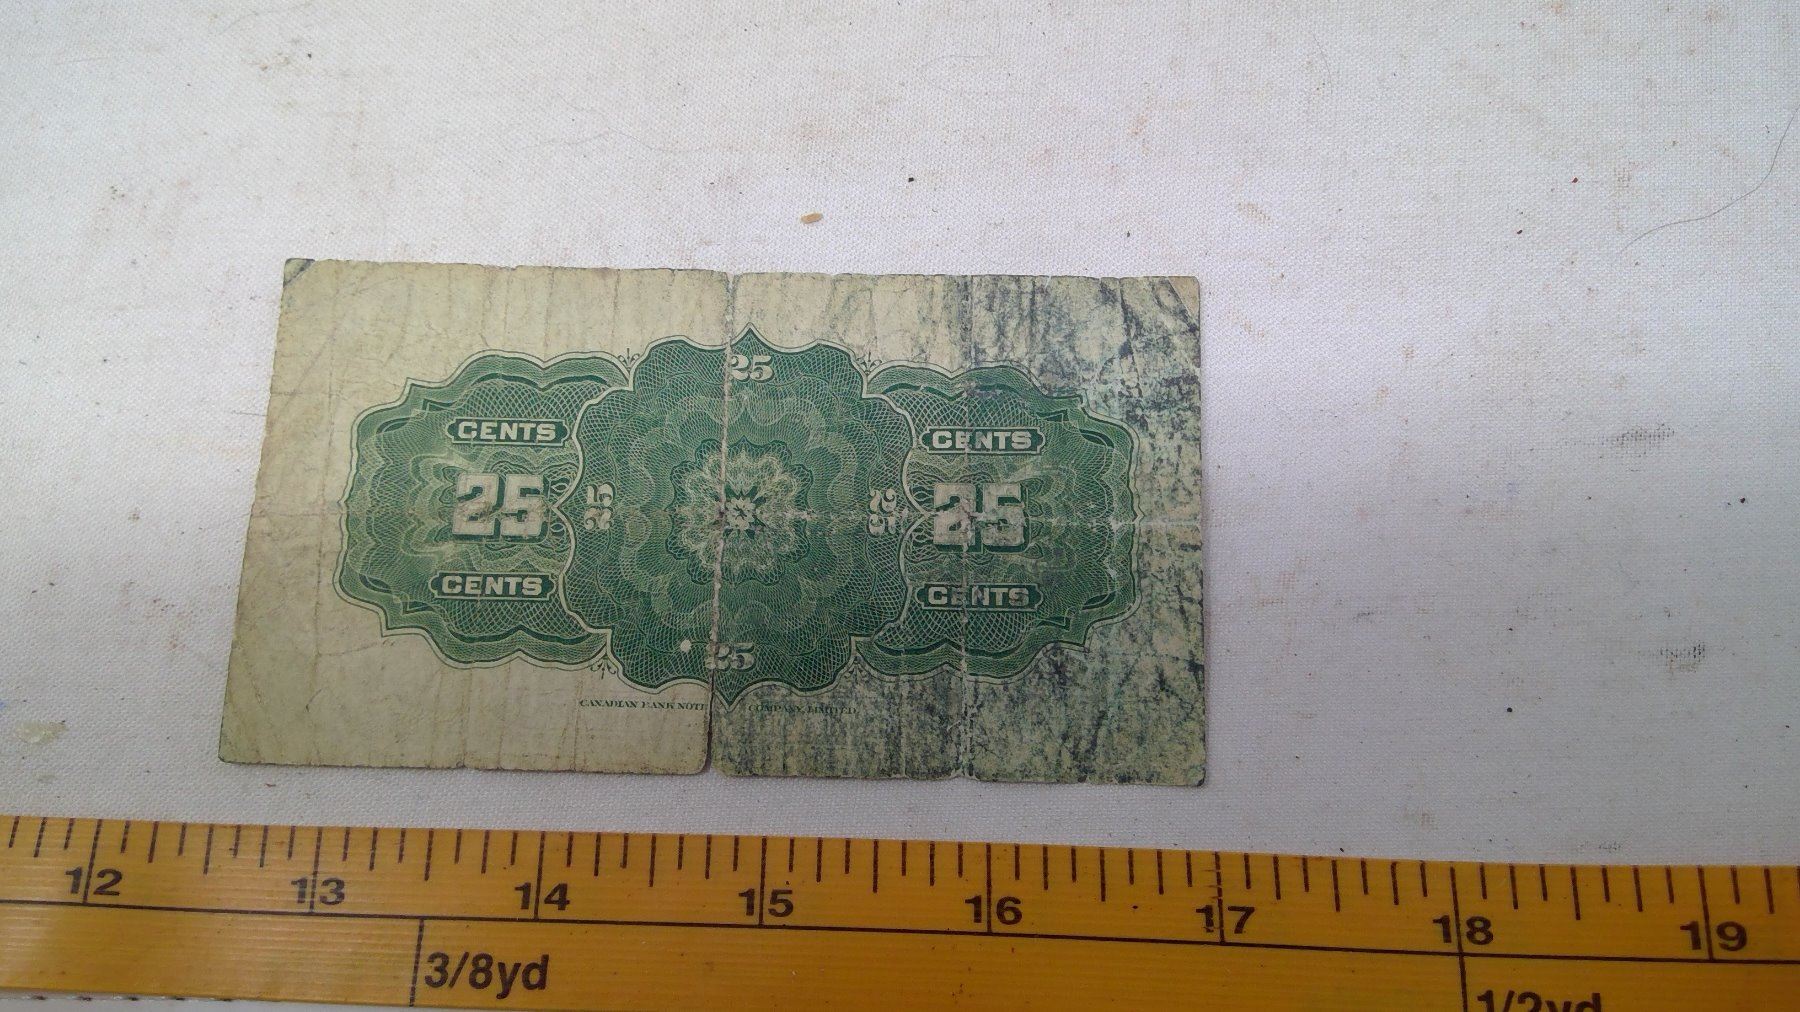 25
CENTS
CENTS
25
25
25
25
CENTS
CENTS
25
CANADIAN BANK NOTE COMPANY, LIMITED.
12 13 14 15 16 17 18 19
3/8yd
1/2yd